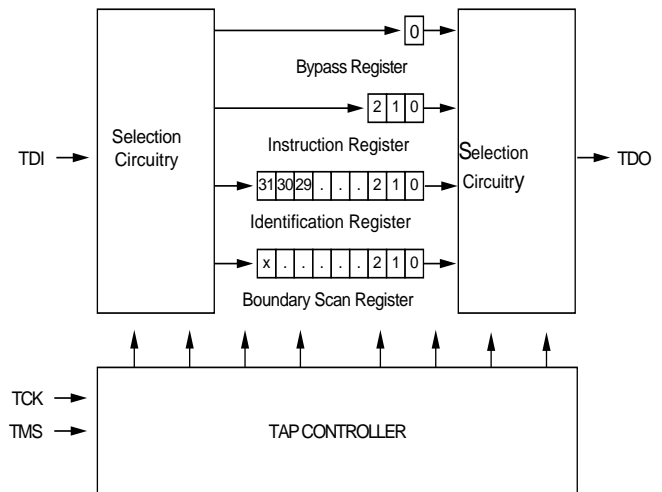 0
Bypass Register
2 1 0
Selection
Circuitry
TDI
Instruction Register
Selection
Circuitry
TDO
31 30 29 . . . 2 1 0
Identification Register
x . . . . . 2 1 0
Boundary Scan Register
TCK
TMS
TAP CONTROLLER